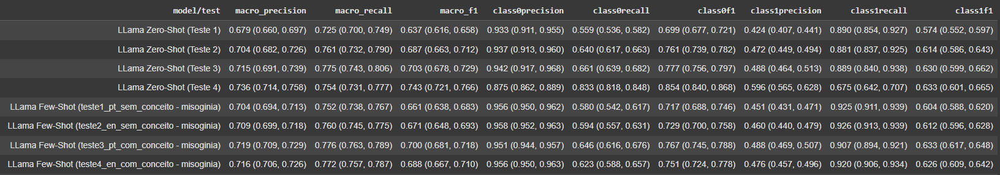 model/test macro_precision macro_recall macro_f1 class0precision class0recall class0f1 class1precision class1recall class1f1
LLama Zero-Shot (Teste 1) 0.679 (0.660, 0.697) 0.725 (0.700, 0.749) 0.637 (0.616, 0.658) 0.933 (0.911, 0.955) 0.559 (0.536, 0.582) 0.699 (0.677, 0.721) 0.424 (0.407, 0.441) 0.890 (0.854, 0.927) 0.574 (0.552, 0.597)
LLama Zero-Shot (Teste 2) 0.704 (0.682, 0.726) 0.761 (0.732, 0.790) 0.687 (0.663, 0.712) 0.937 (0.913, 0.960) 0.640 (0.617, 0.663) 0.761 (0.739, 0.782) 0.472 (0.449, 0.494) 0.881 (0.837, 0.925) 0.614 (0.586, 0.643)
LLama Zero-Shot (Teste 3) 0.715 (0.691, 0.739) 0.775 (0.743, 0.806) 0.703 (0.678, 0.729) 0.942 (0.917, 0.968) 0.661 (0.639, 0.682) 0.777 (0.756, 0.797) 0.488 (0.464, 0.513) 0.889 (0.840, 0.938) 0.630 (0.599, 0.662)
LLama Zero-Shot (Teste 4) 0.736 (0.714, 0.758) 0.754 (0.731, 0.777) 0.743 (0.721, 0.766) 0.875 (0.862, 0.889) 0.833 (0.818, 0.848) 0.854 (0.840, 0.868) 0.596 (0.565, 0.628) 0.675 (0.642, 0.707) 0.633 (0.601, 0.665)
LLama Few-Shot (teste1_pt_sem_conceito - misoginia) 0.704 (0.694, 0.713) 0.752 (0.738, 0.767) 0.661 (0.638, 0.683) 0.956 (0.950, 0.962) 0.580 (0.542, 0.617) 0.717 (0.688, 0.746) 0.451 (0.431, 0.471) 0.925 (0.911, 0.939) 0.604 (0.588, 0.620)
LLama Few-Shot (teste2_en_sem_conceito - misoginia) 0.709 (0.699, 0.718) 0.760 (0.745, 0.775) 0.671 (0.648, 0.693) 0.958 (0.952, 0.963) 0.594 (0.557, 0.631) 0.729 (0.700, 0.758) 0.460 (0.440, 0.479) 0.926 (0.913, 0.939) 0.612 (0.596, 0.628)
LLama Few-Shot (teste3_pt_com_conceito - misoginia) 0.719 (0.709, 0.729) 0.776 (0.763, 0.789) 0.700 (0.681, 0.718) 0.951 (0.944, 0.957) 0.646 (0.616, 0.676) 0.767 (0.745, 0.788) 0.488 (0.469, 0.507) 0.907 (0.894, 0.921) 0.633 (0.617, 0.648)
LLama Few-Shot (teste4_en_com_conceito - misoginia) 0.716 (0.706, 0.726) 0.772 (0.757, 0.787) 0.688 (0.667, 0.710) 0.956 (0.950, 0.963) 0.623 (0.588, 0.657) 0.751 (0.724, 0.778) 0.476 (0.457, 0.496) 0.920 (0.906, 0.934) 0.626 (0.609, 0.642)